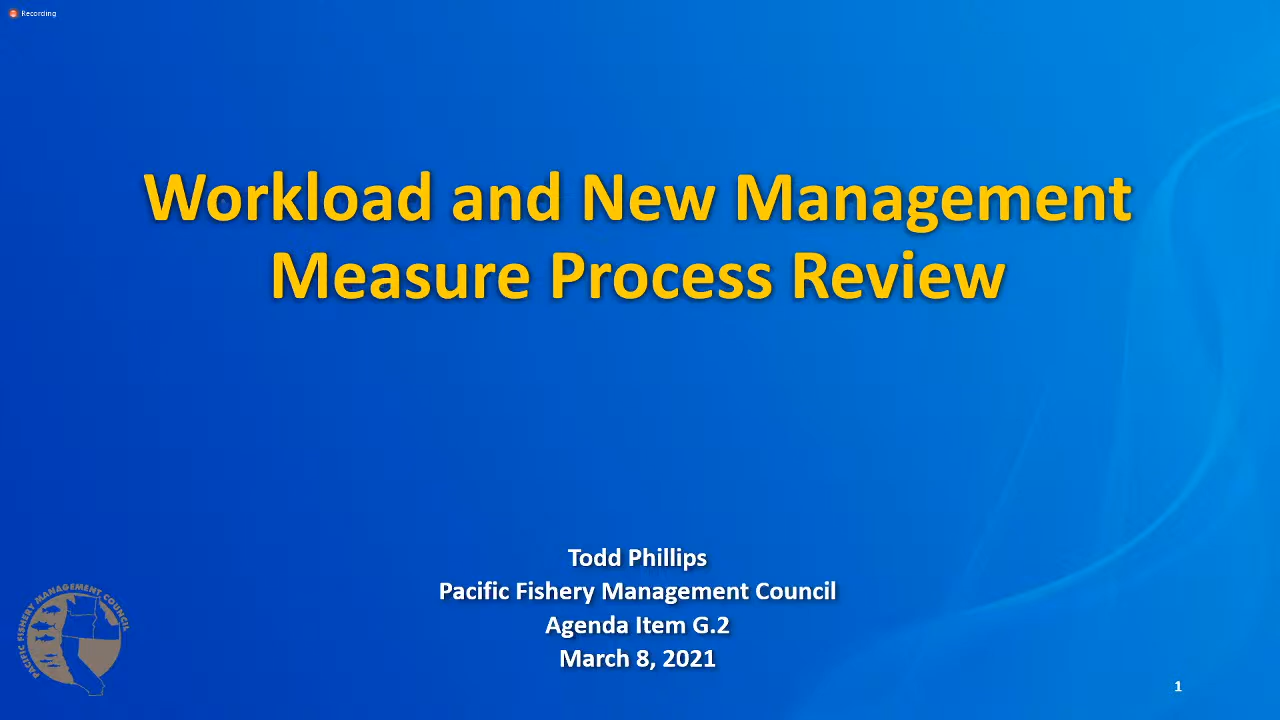 Recording
Workload and New Management
Measure Process Review
Todd Phillips
Pacific Fishery Management Council
Agenda Item G.2
March 8, 2021
PACIFIC FISHERY MANAGEMENT COUNCIL
1